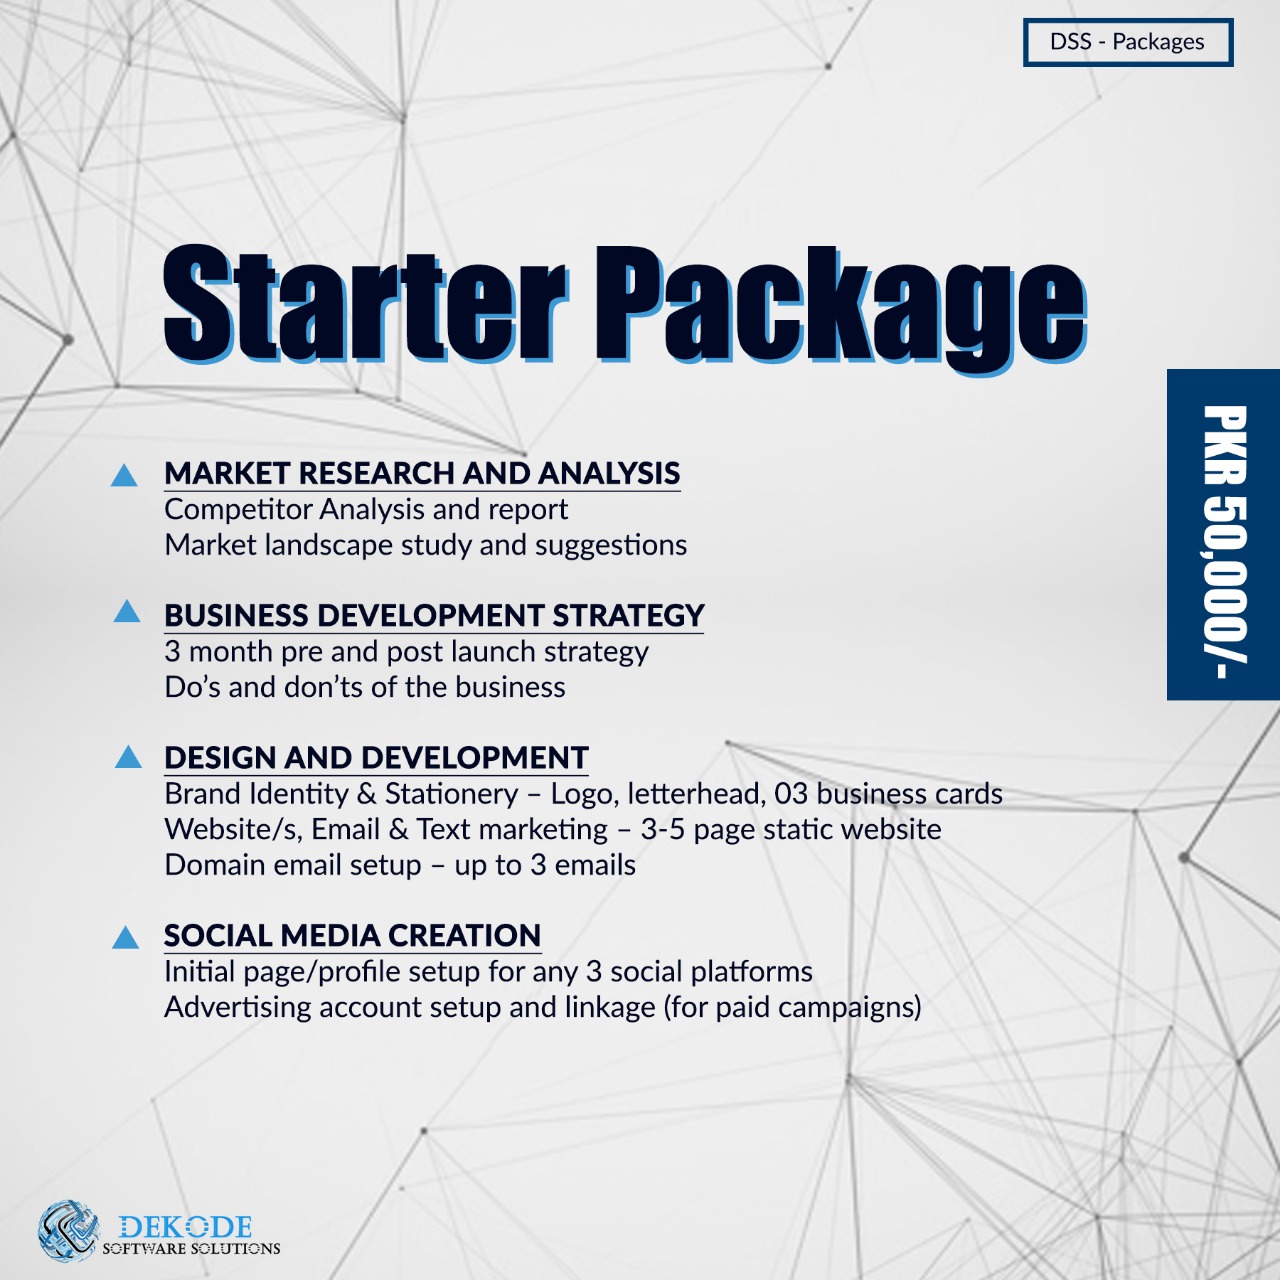 DSS - Packages
Starter Package
PKR 50,000/-
MARKET RESEARCH AND ANALYSIS
Competitor Analysis and report
Market landscape study and suggestions
BUSINESS DEVELOPMENT STRATEGY
3 month pre and post launch strategy
Do’s and don’ts of the business
DESIGN AND DEVELOPMENT
Brand Identity & Stationery – Logo, letterhead, 03 business cards
Website/s, Email & Text marketing – 3-5 page static website
Domain email setup – up to 3 emails
SOCIAL MEDIA CREATION
Initial page/profile setup for any 3 social platforms
Advertising account setup and linkage (for paid campaigns)
DEKODE
SOFTWARE SOLUTIONS